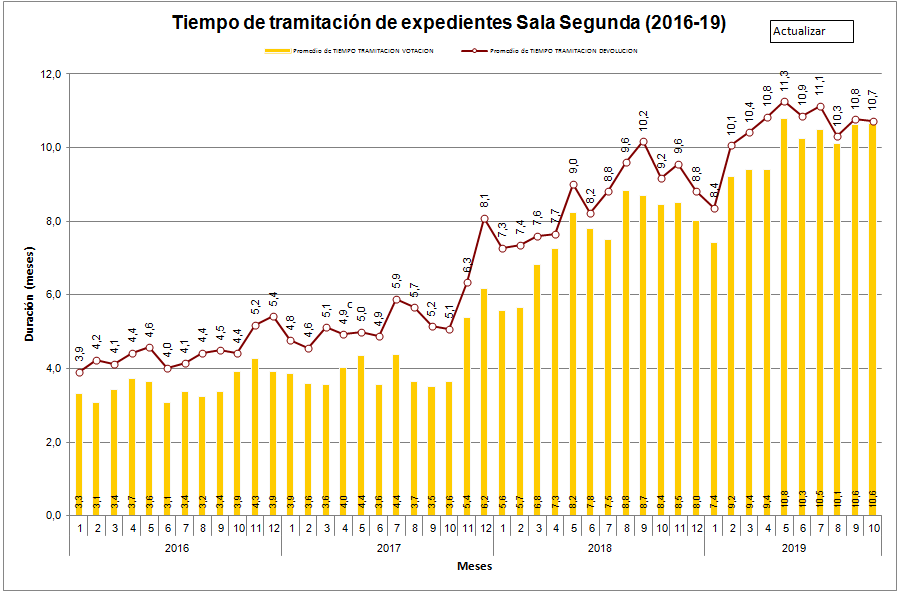 Tiempo de tramitación de expedientes Sala Segunda (2016-19)
Actualizar
Promedio de TIEMPO TRAMITACION VOTACION Promedio de TIEMPO TRAMITACION DEVOLUCION
12,0
10,0
8,0
6,0
4,0
2,0
0,0
Duración (meses)
3,9 4,2 4,1 4,4 4,6 4,0 4,1 4,4 4,5 4,4 5,2 5,4 4,8 4,6 5,1 4,9 c 5,0 4,9 5,9 5,7 5,2 5,1 6,3 8,1 7,3 7,4 7,6 7,7 9,0 8,2 8,8 9,6 10,2 9,2 9,6 8,8 8,4 10,1 10,4 10,8 11,3 10,9 11,1 10,3 10,8 10,7
3,3 3,1 3,4 3,7 3,6 3,1 3,4 3,2 3,4 3,9 4,3 3,9 3,9 3,6 3,6 4,0 4,4 3,6 4,4 3,7 3,5 3,6 5,4 6,2 5,6 5,7 6,8 7,3 8,2 7,8 7,5 8,8 8,7 8,4 8,5 8,0 7,4 9,2 9,4 9,4 10,8 10,3 10,5 10,1 10,6 10,6
1 2 3 4 5 6 7 8 9 10 11 12 1 2 3 4 5 6 7 8 9 10 11 12 1 2 3 4 5 6 7 8 9 10 11 12 1 2 3 4 5 6 7 8 9 10
2016 2017 2018 2019
Meses